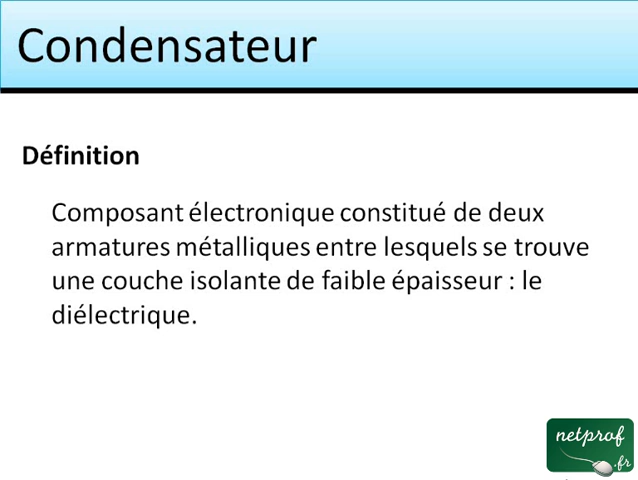 Condensateur
Définition
Composant électronique constitué de deux
armatures métalliques entre lesquels se trouve
une couche isolante de faible épaisseur : le
diélectrique.
netprof
.fr